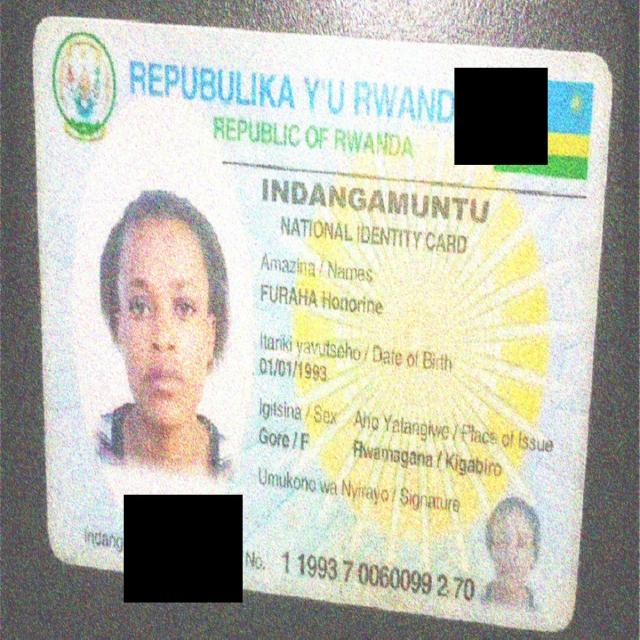 REPUBULIKA Y'U RWAND
REPUBLIC OF RWANDA
INDANGAMUNTU
NATIONAL IDENTITY CARD
Amazina / Names
FURAHA Honorine
Itariki yavutseho / Date of Birth
01/01/1993
Igitsina / Sex Aho Yatangiwe / Place of Issue
Gore / F Rwamagana / Kigabiro
Umukono wa Nyirayo / Signature
Indang No. 1 1993 7 0060099 2 70